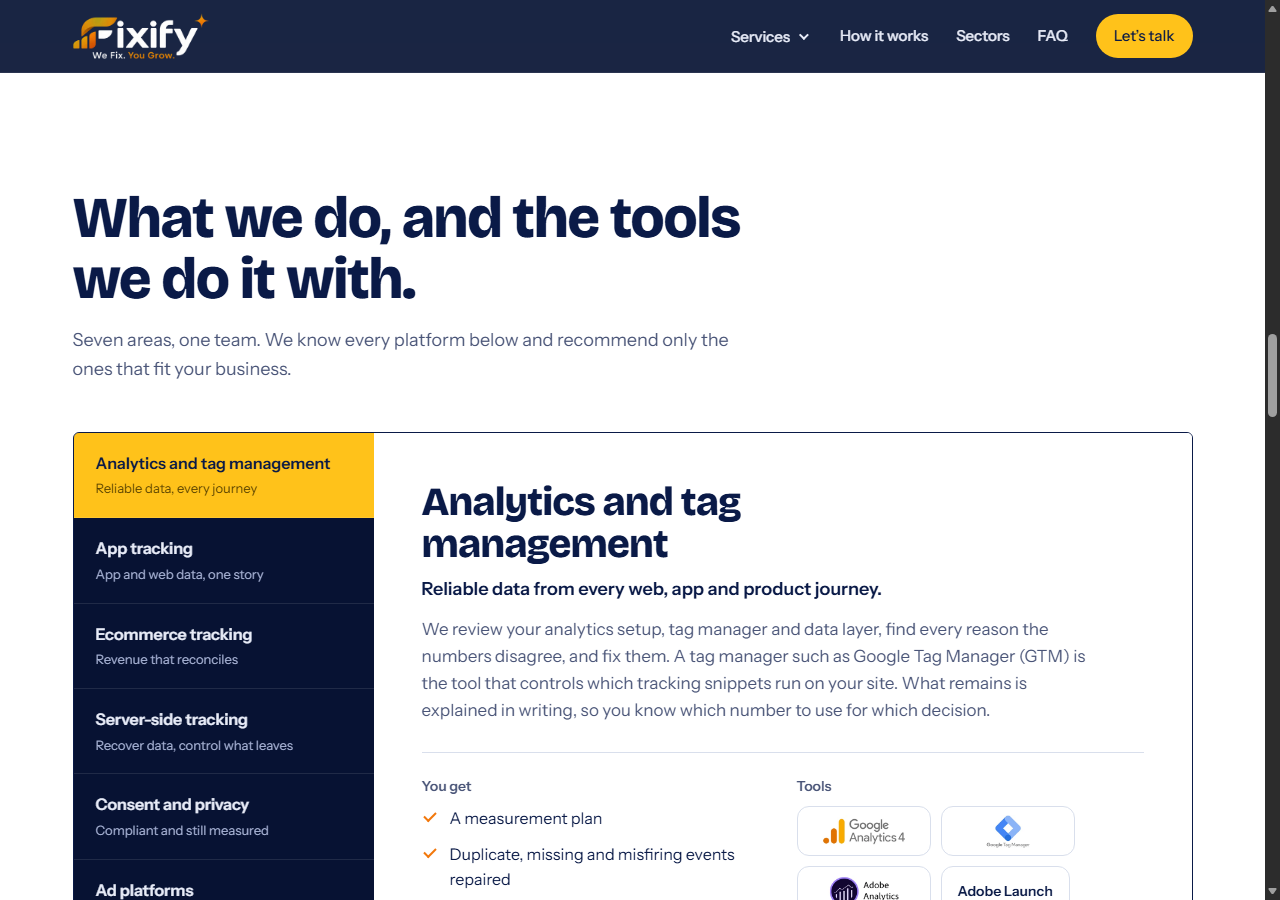 Fixify
We Fix. You Grow.
Services
How it works
Sectors
FAQ
Let's talk
What we do, and the tools
we do it with.
Seven areas, one team. We know every platform below and recommend only the
ones that fit your business.
Analytics and tag management
Reliable data, every journey
App tracking
App and web data, one story
Ecommerce tracking
Revenue that reconciles
Server-side tracking
Recover data, control what leaves
Consent and privacy
Compliant and still measured
Ad platforms
Analytics and tag
management
Reliable data from every web, app and product journey.
We review your analytics setup, tag manager and data layer, find every reason the
numbers disagree, and fix them. A tag manager such as Google Tag Manager (GTM) is
the tool that controls which tracking snippets run on your site. What remains is
explained in writing, so you know which number to use for which decision.
You get
A measurement plan
Duplicate, missing and misfiring events
repaired
Tools
Google
Analytics 4
Google Tag Manager
Adobe
Analytics
Adobe Launch